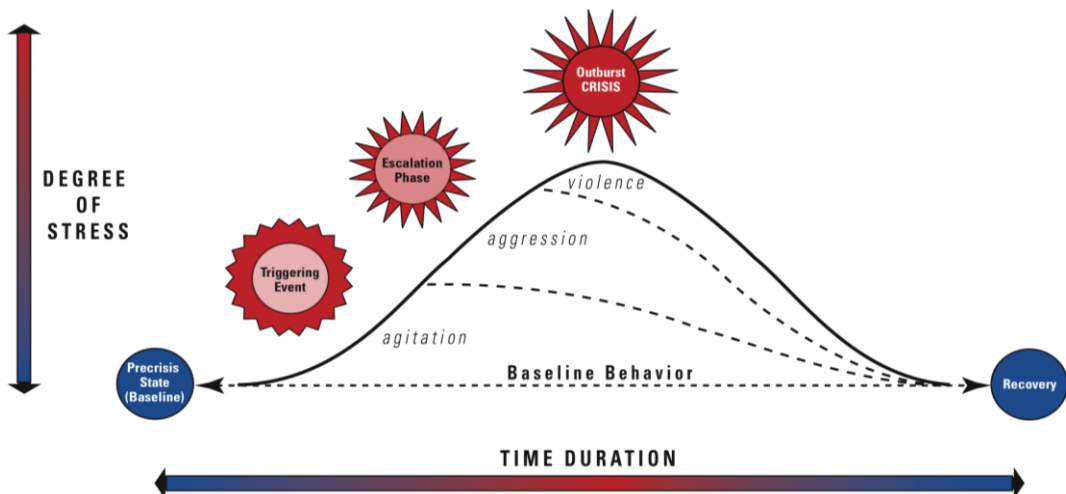 Outburst
CRISIS
Escalation
Phase
violence
DEGREE
OF
STRESS
aggression
Triggering
Event
agitation
Precrisis
State
(Baseline)
Baseline Behavior
Recovery
TIME DURATION